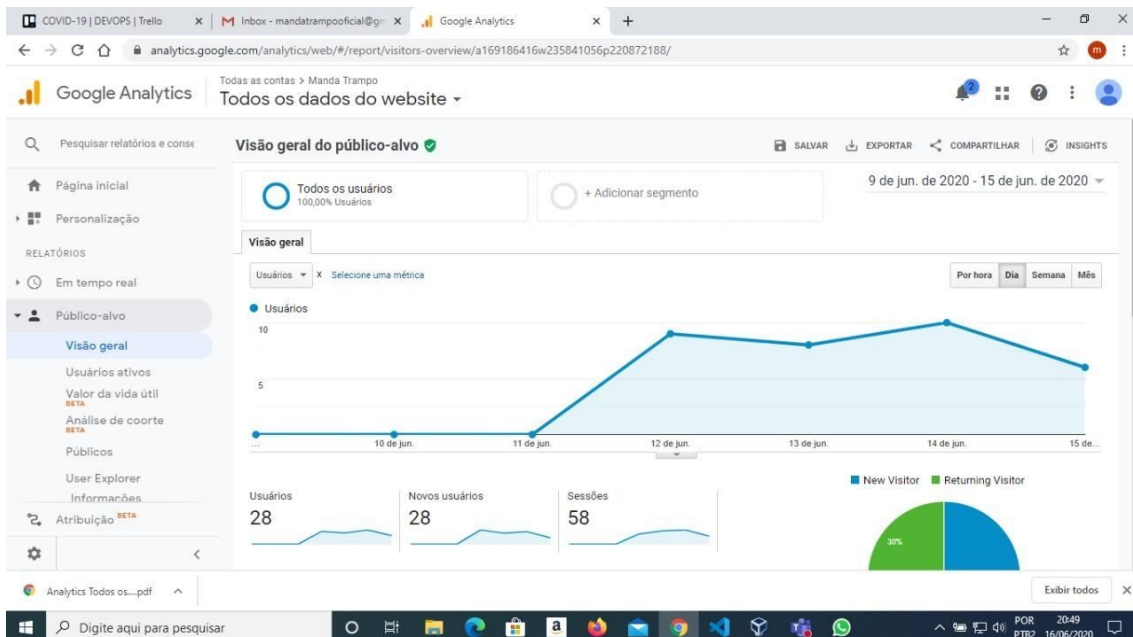 COVID-19 | DEVOPS | Trello
Inbox - mandatrampooficial@gm
Google Analytics
analytics.google.com/analytics/web/#/report/visitors-overview/a169186416w235841056p220872188/
m
Google Analytics
Todas as contas > Manda Trampo
Todos os dados do website
2
Pesquisar relatórios e conse
Página inicial
Personalização
RELATÓRIOS
Em tempo real
Público-alvo
Visão geral
Usuários ativos
Valor da vida útil
BETA
Análise de coorte
BETA
Públicos
User Explorer
Informações
Atribuição BETA
Visão geral do público-alvo
SALVAR
EXPORTAR
COMPARTILHAR
INSIGHTS
Todos os usuários
100,00% Usuários
+ Adicionar segmento
9 de jun. de 2020 - 15 de jun. de 2020
Visão geral
Usuários
X
Selecione uma métrica
Por hora
Dia
Semana
Mês
Usuários
10
5
...
10 de jun.
11 de jun.
12 de jun.
13 de jun.
14 de jun.
15 de...
Usuários
28
Novos usuários
28
Sessões
58
New Visitor
Returning Visitor
30%
Analytics Todos os....pdf
Exibir todos
Digite aqui para pesquisar
POR
PTB2
20:49
16/06/2020